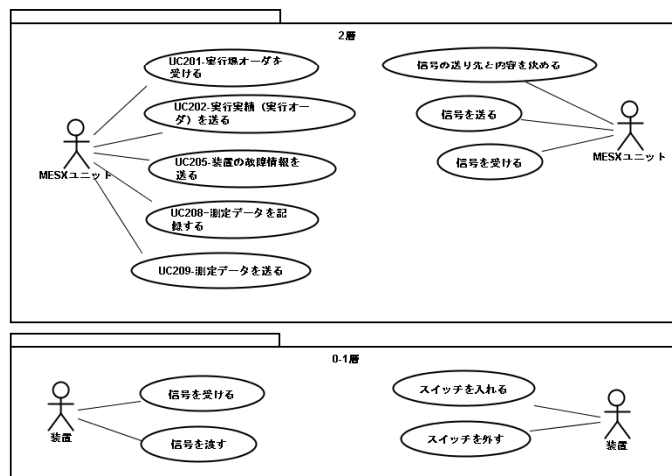 2層
UC201-実行場オーダを
受ける
UC202-実行実績（実行オー
ダ）を送る
UC205-装置の故障情報を
送る
UC208-測定データを記
録する
UC209-測定データを送る
MESXユニット
信号の送り先と内容を決める
信号を送る
信号を受ける
MESXユニット
0-1層
信号を受ける
信号を渡す
装置
スイッチを入れる
スイッチを外す
装置